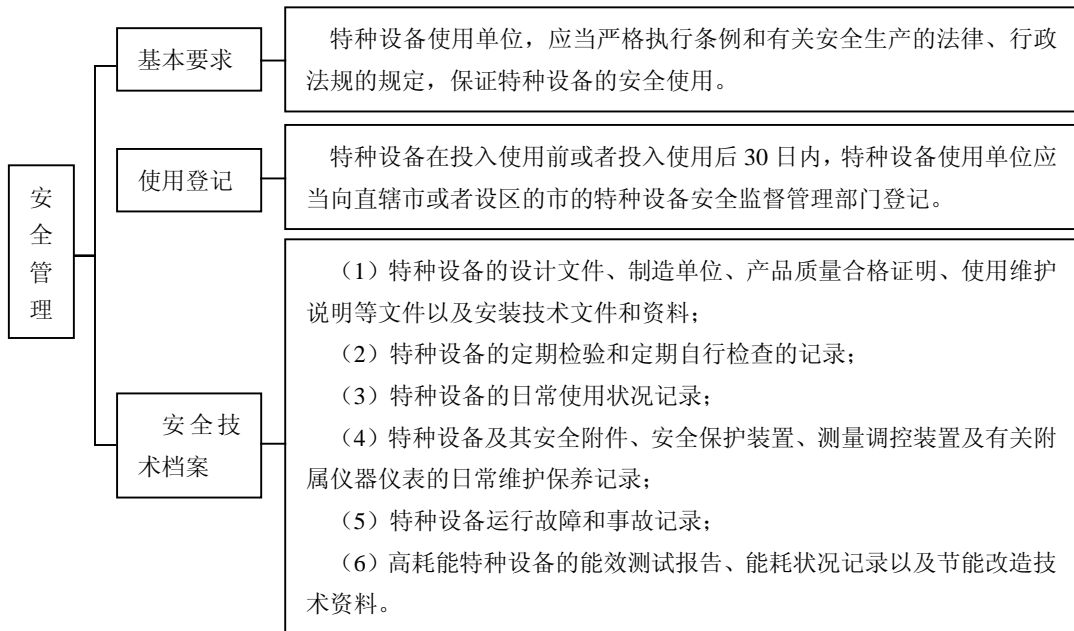 安全管理
基本要求
特种设备使用单位，应当严格执行条例和有关安全生产的法律、行政
法规的规定，保证特种设备的安全使用。
使用登记
特种设备在投入使用前或者投入使用后 30 日内，特种设备使用单位应
当向直辖市或者设区的市的特种设备安全监督管理部门登记。
安全技
术档案
（1）特种设备的设计文件、制造单位、产品质量合格证明、使用维护
说明等文件以及安装技术文件和资料；
（2）特种设备的定期检验和定期自行检查的记录；
（3）特种设备的日常使用状况记录；
（4）特种设备及其安全附件、安全保护装置、测量调控装置及有关附
属仪器仪表的日常维护保养记录；
（5）特种设备运行故障和事故记录；
（6）高耗能特种设备的能效测试报告、能耗状况记录以及节能改造技
术资料。